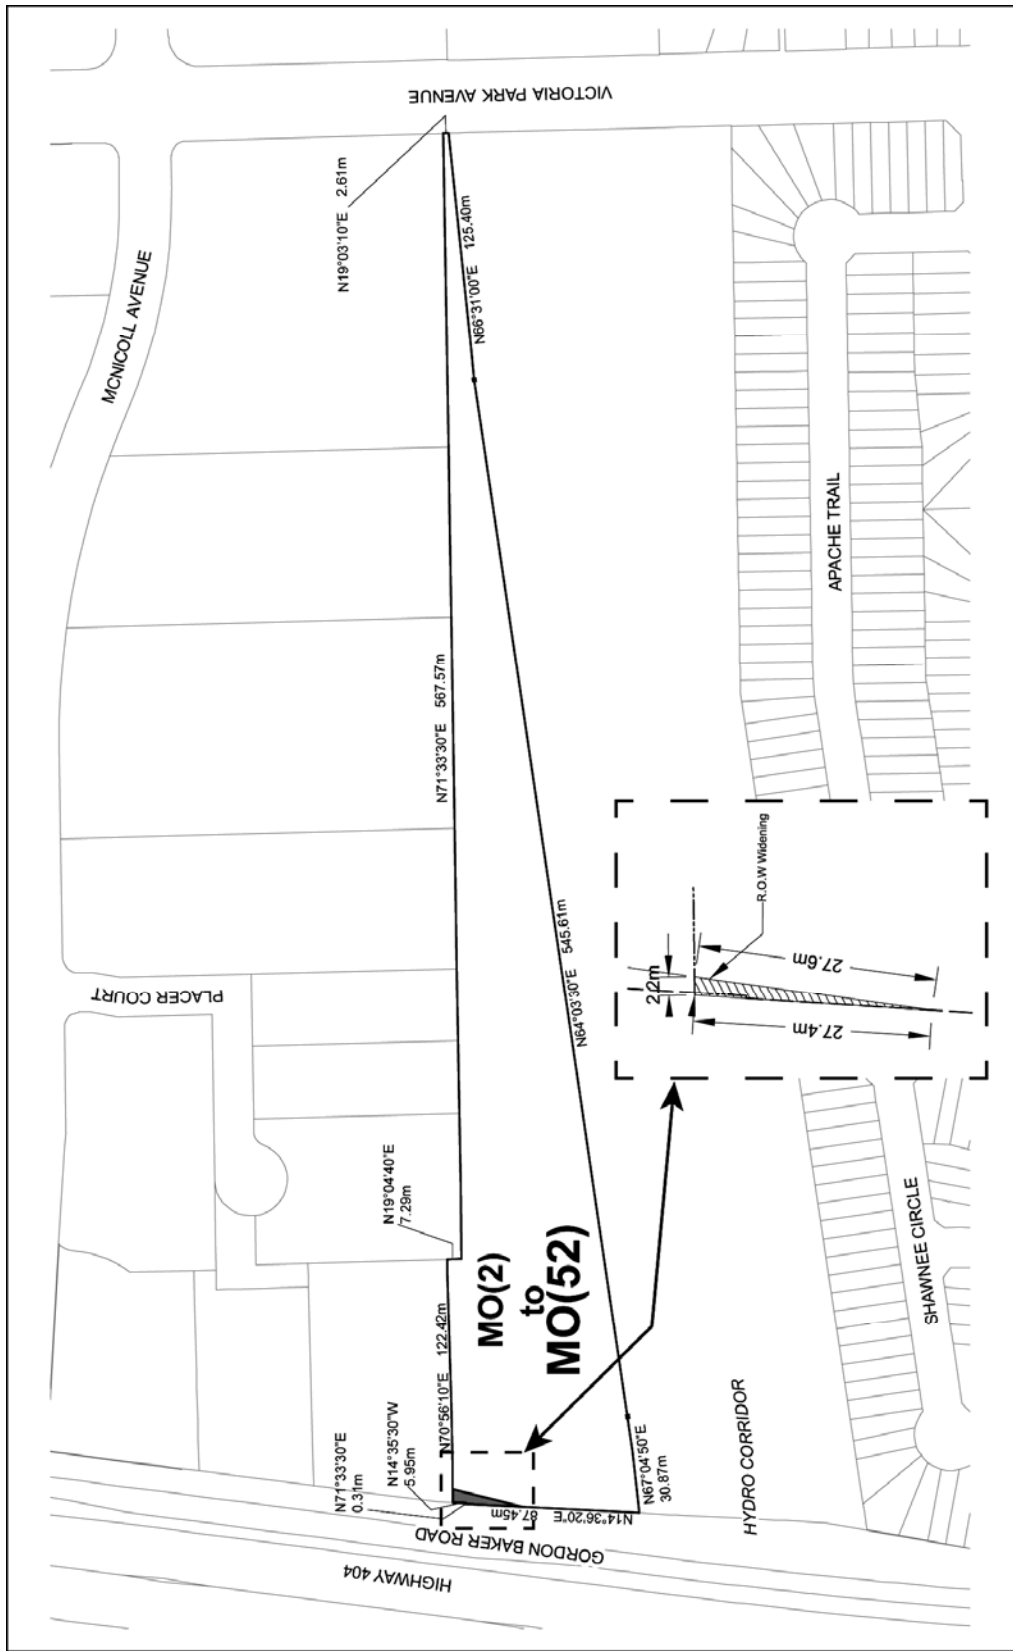 VICTORIA PARK AVENUE
MCNICOLL AVENUE
N19°03'10"E 2.61m
N66°31'00"E 125.40m
N71°33'30"E 567.57m
N64°03'30"E 545.61m
APACHE TRAIL
PLACER COURT
R.O.W Widening
2.2m
27.6m
27.4m
N19°04'40"E
7.29m
MO(2)
to
MO(52)
N70°56'10"E 122.42m
N14°35'30"W
5.95m
N71°33'30"E
0.31m
N14°36'20"E 87.45m
N67°04'50"E
30.87m
HYDRO CORRIDOR
SHAWNEE CIRCLE
GORDON BAKER ROAD
HIGHWAY 404